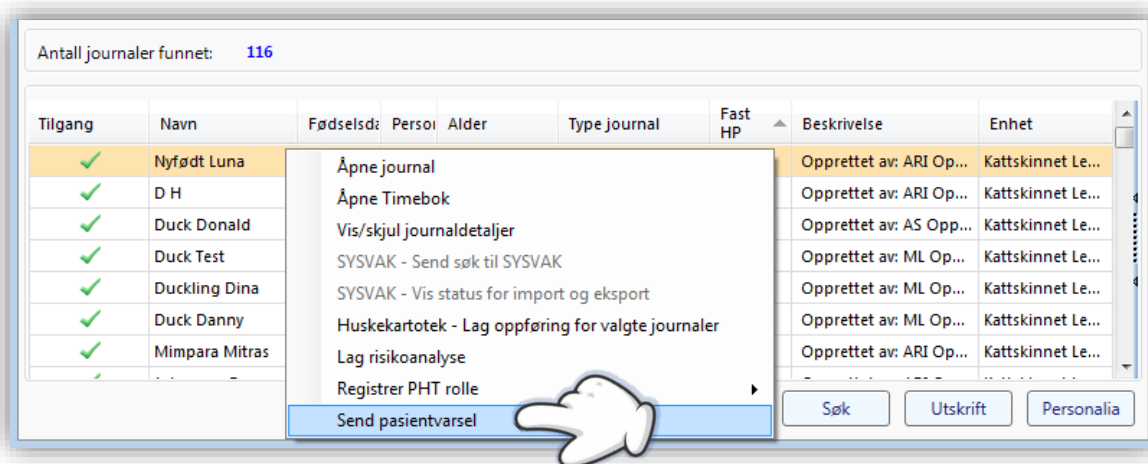 Antall journaler funnet: 116
Tilgang Navn Fødselsda Person Alder Type journal Fast HP Beskrivelse Enhet
Nyfødt Luna Opprettet av: ARI Op... Kattskinnet Le...
D H Opprettet av: ARI Op... Kattskinnet Le...
Duck Donald Opprettet av: AS Opp... Kattskinnet Le...
Duck Test Opprettet av: ML Op... Kattskinnet Le...
Duckling Dina Opprettet av: ML Op... Kattskinnet Le...
Duck Danny Opprettet av: ML Op... Kattskinnet Le...
Mimpara Mitras Opprettet av: ARI Op... Kattskinnet Le...
Åpne journal
Åpne Timebok
Vis/skjul journaldetaljer
SYSVAK - Send søk til SYSVAK
SYSVAK - Vis status for import og eksport
Huskekartotek - Lag oppføring for valgte journaler
Lag risikoanalyse
Registrer PHT rolle
Send pasientvarsel
Søk Utskrift Personalia